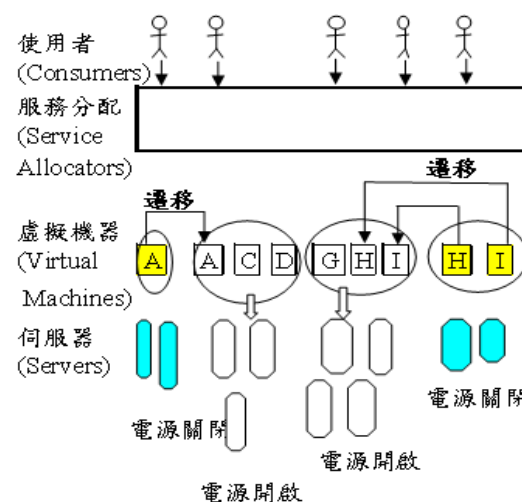 使用者
(Consumers)
服務分配
(Service
Allocators)
遷移
遷移
虛擬機器
(Virtual
Machines)
A A C D G H I H I
伺服器
(Servers)
電源關閉
電源關閉
電源開啟
電源開啟